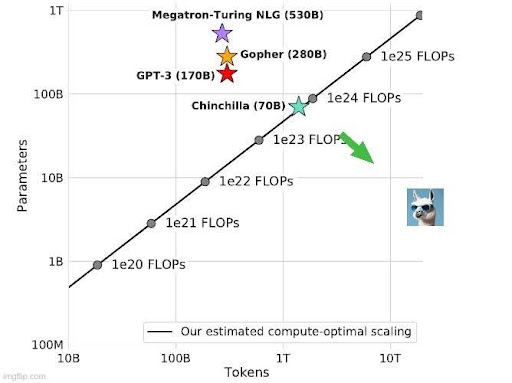 1T
Megatron-Turing NLG (530B)
Gopher (280B)
1e25 FLOPs
GPT-3 (170B)
100B
Chinchilla (70B)
1e24 FLOPs
1e23 FLOPs
Parameters
10B
1e22 FLOPs
1e21 FLOPs
1B
1e20 FLOPs
Our estimated compute-optimal scaling
100M
10B
100B
1T
10T
Tokens
imgflip.com